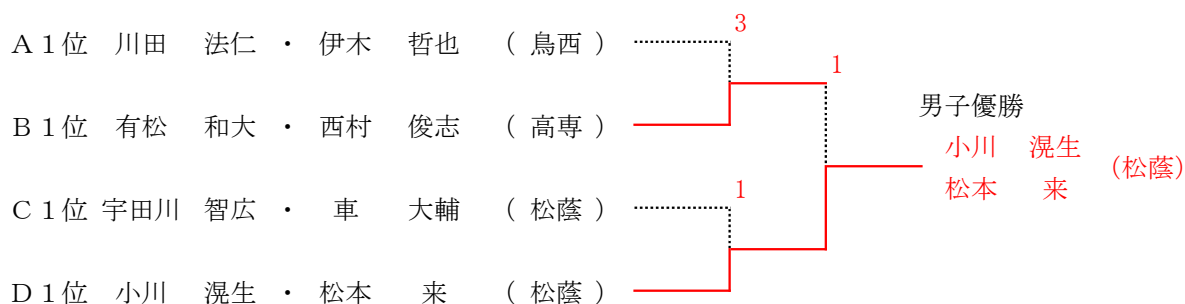 3
A1位 川田 法仁 ・ 伊木 哲也 ( 鳥西 )
1
男子優勝
B1位 有松 和大 ・ 西村 俊志 ( 高専 )
小川 滉生
(松蔭)
松本 来
1
C1位 宇田川 智広 ・ 車 大輔 ( 松蔭 )
D1位 小川 滉生 ・ 松本 来 ( 松蔭 )